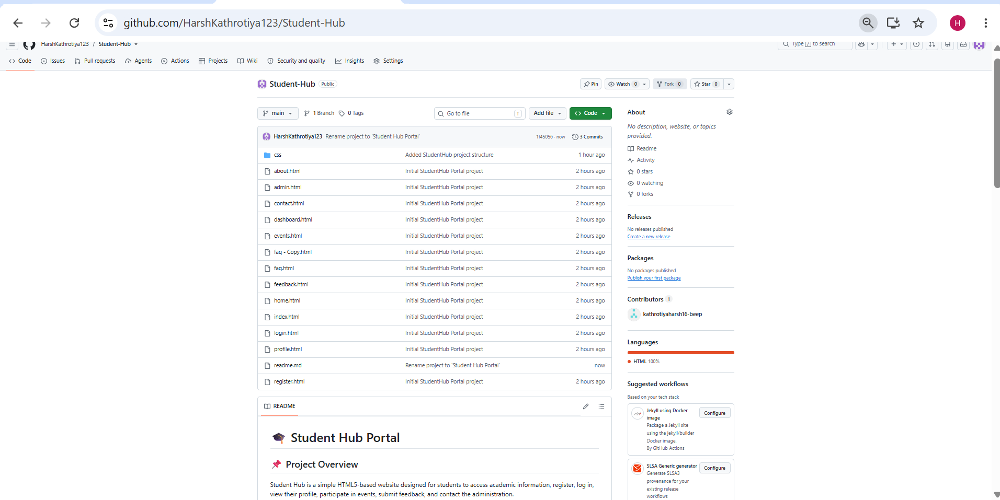 github.com/HarshKathrotiya123/Student-Hub
H
HarshKathrotiya123 / Student-Hub
Type / to search
Code Issues Pull requests Agents Actions Projects Wiki Security and quality Insights Settings
Student-Hub Public
Pin Watch 0 Fork 0 Star 0
main 1 Branch 0 Tags
Go to file T
Add file Code
HarshKathrotiya123 Rename project to 'Student Hub Portal' 1f45056 · now 3 Commits
css Added StudentHub project structure 1 hour ago
about.html Initial StudentHub Portal project 2 hours ago
admin.html Initial StudentHub Portal project 2 hours ago
contact.html Initial StudentHub Portal project 2 hours ago
dashboard.html Initial StudentHub Portal project 2 hours ago
events.html Initial StudentHub Portal project 2 hours ago
faq - Copy.html Initial StudentHub Portal project 2 hours ago
faq.html Initial StudentHub Portal project 2 hours ago
feedback.html Initial StudentHub Portal project 2 hours ago
home.html Initial StudentHub Portal project 2 hours ago
index.html Initial StudentHub Portal project 2 hours ago
login.html Initial StudentHub Portal project 2 hours ago
profile.html Initial StudentHub Portal project 2 hours ago
readme.md Rename project to 'Student Hub Portal' now
register.html Initial StudentHub Portal project 2 hours ago
README
🎓 Student Hub Portal
📌 Project Overview
Student Hub is a simple HTML5-based website designed for students to access academic information, register, log in,
view their profile, participate in events, submit feedback, and contact the administration.
About
No description, website, or topics
provided.
Readme
Activity
0 stars
0 watching
0 forks
Releases
No releases published
Create a new release
Packages
No packages published
Publish your first package
Contributors 1
kathrotiyaharsh16-beep
Languages
HTML 100%
Suggested workflows
Based on your tech stack
Jekyll using Docker
image
Configure
Package a Jekyll site
using the jekyll/builder
Docker image.
By GitHub Actions
SLSA Generic generator
Configure
Generate SLSA3
provenance for your
existing release
workflows